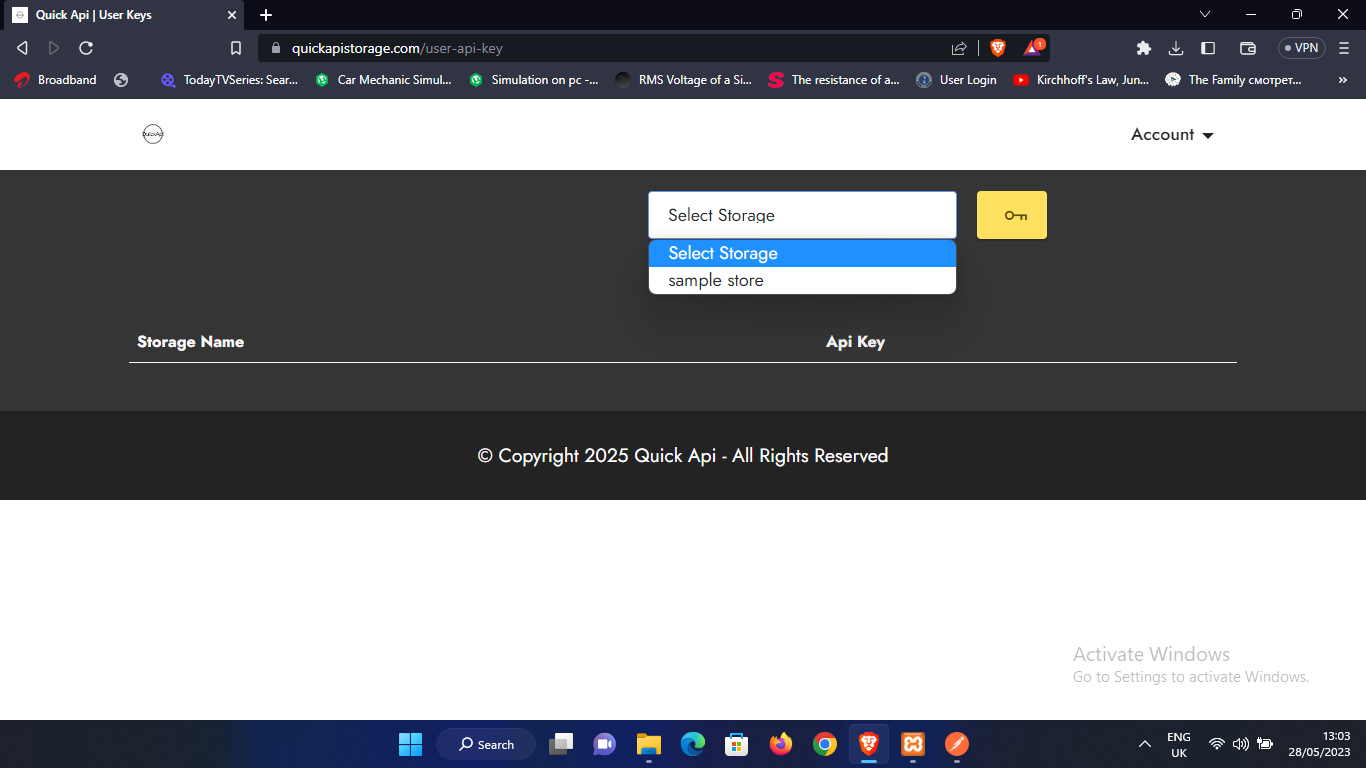 Quick Api | User Keys
quickapistorage.com/user-api-key
1
VPN
Broadband
TodayTVSeries: Sear...
Car Mechanic Simul...
Simulation on pc -...
RMS Voltage of a Si...
The resistance of a...
User Login
Kirchhoff's Law, Jun...
The Family смотрет...
»
QuickApi
Account
Select Storage
Select Storage
sample store
Storage Name Api Key
© Copyright 2025 Quick Api - All Rights Reserved
Activate Windows
Go to Settings to activate Windows.
Search
ENG
UK
13:03
28/05/2023